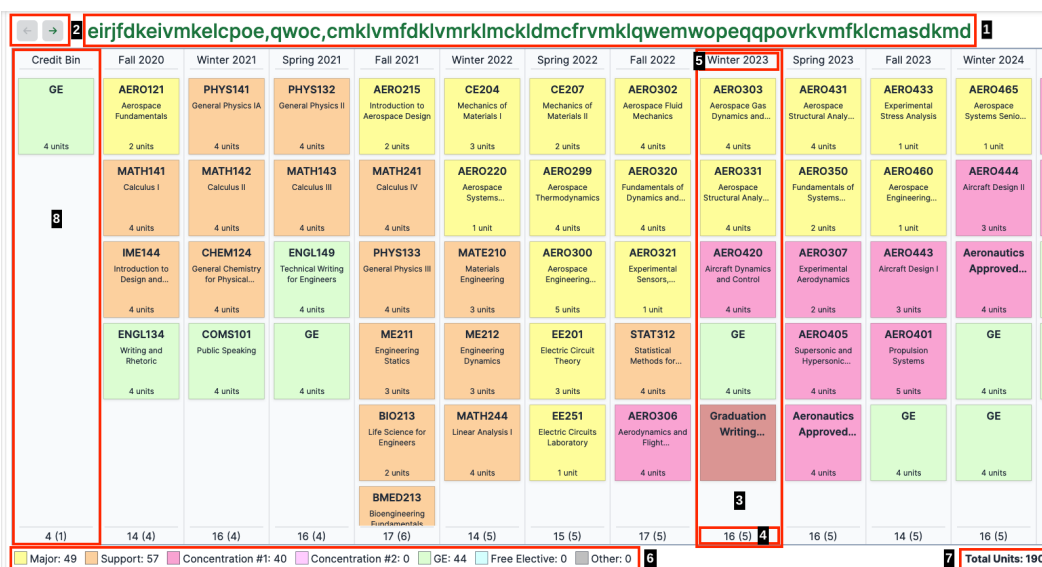 ← → 2 eirjfdkeivmkelcpoe,qwoc,cmklvmfdklvmrklmckldmcfrvmklqwemwopeqqpovrkvmfklcmasdkmd 1
Credit Bin
GE
4 units
8
4 (1)
Fall 2020
AERO121
Aerospace
Fundamentals
2 units
MATH141
Calculus I
4 units
IME144
Introduction to
Design and...
4 units
ENGL134
Writing and
Rhetoric
4 units
14 (4)
Winter 2021
PHYS141
General Physics IA
4 units
MATH142
Calculus II
4 units
CHEM124
General Chemistry
for Physical...
4 units
COMS101
Public Speaking
4 units
16 (4)
Spring 2021
PHYS132
General Physics II
4 units
MATH143
Calculus III
4 units
ENGL149
Technical Writing
for Engineers
4 units
GE
4 units
16 (4)
Fall 2021
AERO215
Introduction to
Aerospace Design
2 units
MATH241
Calculus IV
4 units
PHYS133
General Physics III
4 units
ME211
Engineering
Statics
3 units
BIO213
Life Science for
Engineers
2 units
BMED213
Bioengineering
Fundamentals
17 (6)
Winter 2022
CE204
Mechanics of
Materials I
3 units
AERO220
Aerospace
Systems...
1 unit
MATE210
Materials
Engineering
3 units
ME212
Engineering
Dynamics
3 units
MATH244
Linear Analysis I
4 units
14 (5)
Spring 2022
CE207
Mechanics of
Materials II
2 units
AERO299
Aerospace
Thermodynamics
4 units
AERO300
Aerospace
Engineering...
5 units
EE201
Electric Circuit
Theory
3 units
EE251
Electric Circuits
Laboratory
1 unit
15 (5)
Fall 2022
AERO302
Aerospace Fluid
Mechanics
4 units
AERO320
Fundamentals of
Dynamics and...
4 units
AERO321
Experimental
Sensors,...
1 unit
STAT312
Statistical
Methods for...
4 units
AERO306
Aerodynamics and
Flight...
4 units
17 (5)
5 Winter 2023
AERO303
Aerospace Gas
Dynamics and...
4 units
AERO331
Aerospace
Structural Analy...
4 units
AERO420
Aircraft Dynamics
and Control
4 units
GE
4 units
Graduation
Writing...
3
16 (5) 4
Spring 2023
AERO431
Aerospace
Structural Analy...
4 units
AERO350
Fundamentals of
Systems...
2 units
AERO307
Experimental
Aerodynamics
2 units
AERO405
Supersonic and
Hypersonic...
4 units
Aeronautics
Approved...
4 units
16 (5)
Fall 2023
AERO433
Experimental
Stress Analysis
1 unit
AERO460
Aerospace
Engineering...
1 unit
AERO443
Aircraft Design I
3 units
AERO401
Propulsion
Systems
5 units
GE
4 units
14 (5)
Winter 2024
AERO465
Aerospace
Systems Senio...
1 unit
AERO444
Aircraft Design II
3 units
Aeronautics
Approved...
4 units
GE
4 units
GE
4 units
16 (5)
Major: 49 Support: 57 Concentration #1: 40 Concentration #2: 0 GE: 44 Free Elective: 0 Other: 0 6
7 Total Units: 190